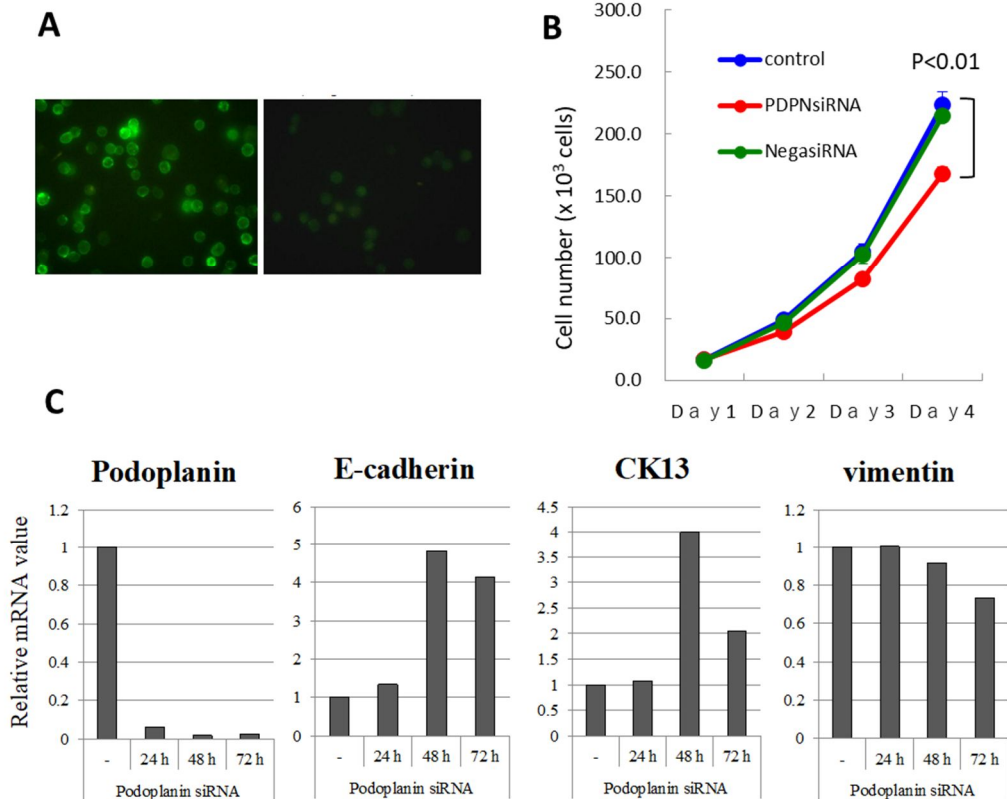 A
B
300.0
250.0
200.0
150.0
100.0
50.0
0.0
Cell number (x 10³ cells)
control
PDPNsiRNA
NegasiRNA
P<0.01
Day1 Day2 Day3 Day4
C
Podoplanin
E-cadherin
CK13
vimentin
Relative mRNA value
1.2
1
0.8
0.6
0.4
0.2
0
- 24 h 48 h 72 h
Podoplanin siRNA
6
5
4
3
2
1
0
- 24 h 48 h 72 h
Podoplanin siRNA
4.5
4
3.5
3
2.5
2
1.5
1
0.5
0
- 24 h 48 h 72 h
Podoplanin siRNA
1.2
1
0.8
0.6
0.4
0.2
0
- 24 h 48 h 72 h
Podoplanin siRNA